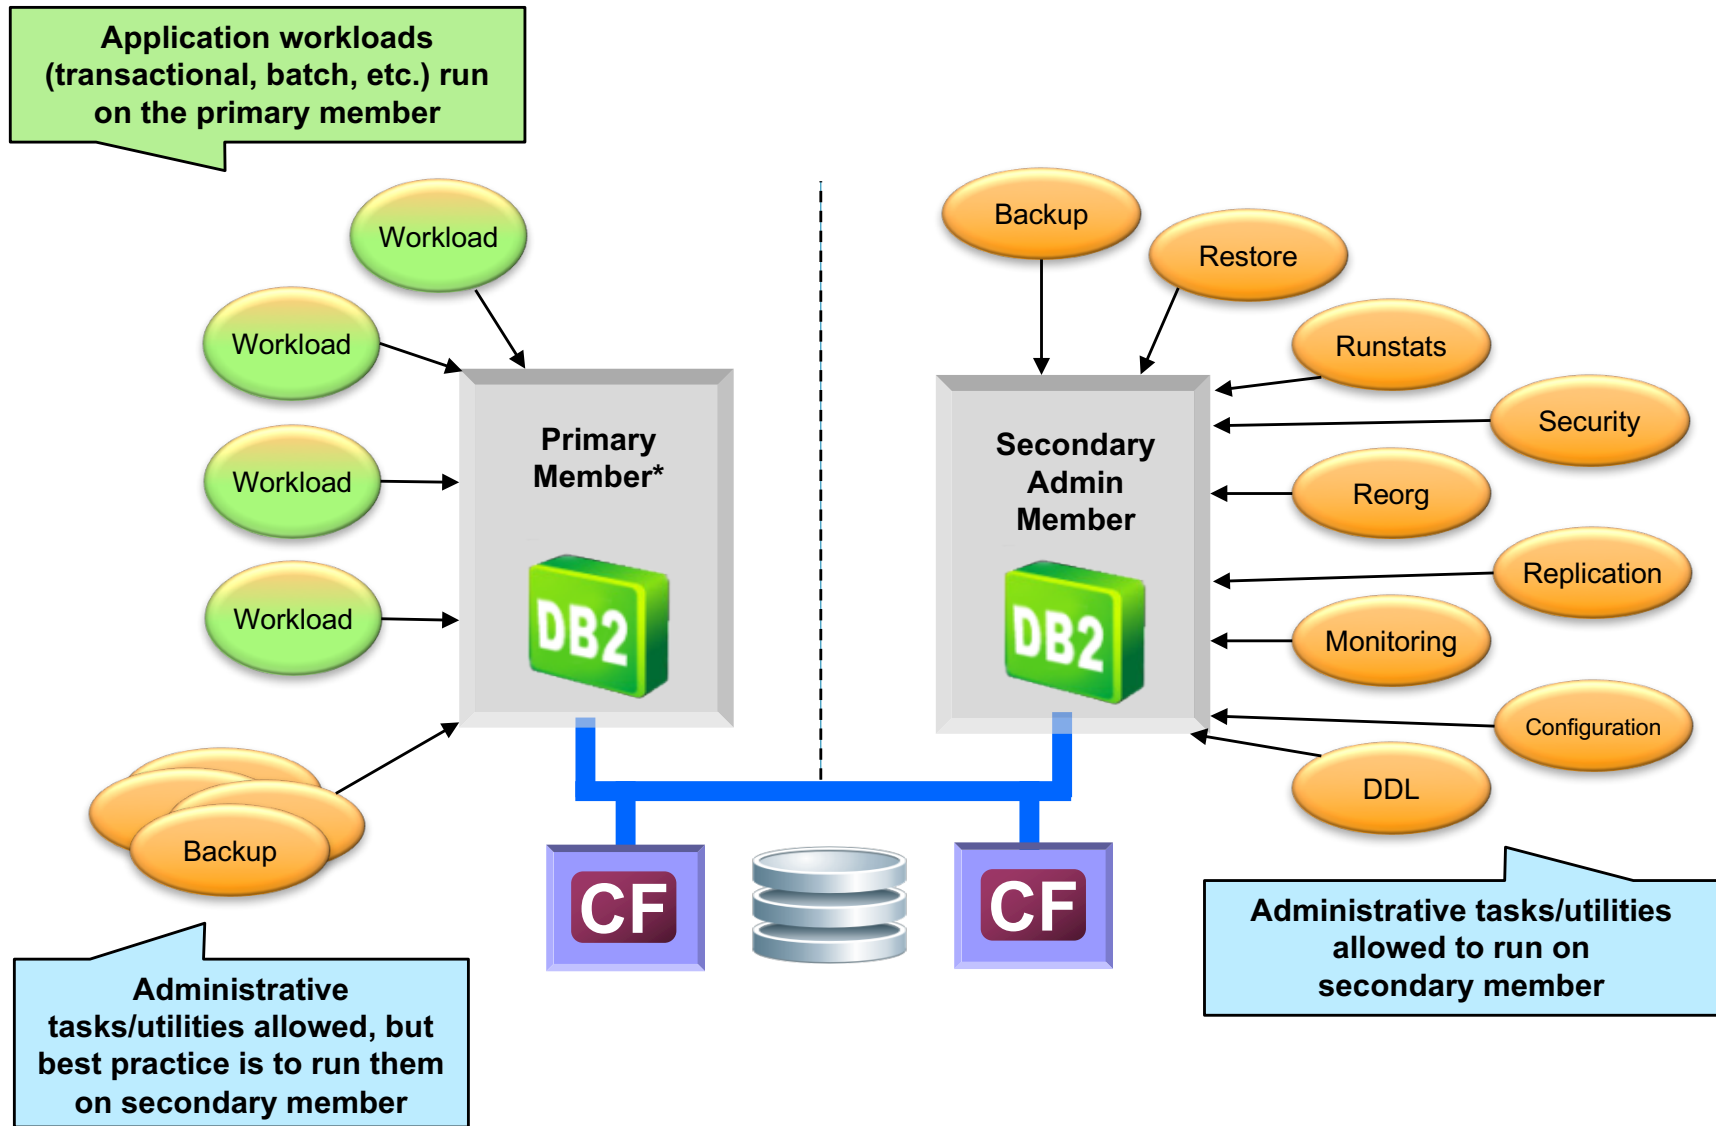 Application workloads
(transactional, batch, etc.) run
on the primary member
Workload
Workload
Workload
Workload
Backup
Primary
Member*
DB2
Backup
Restore
Runstats
Security
Reorg
Replication
Monitoring
Configuration
DDL
Secondary
Admin
Member
DB2
CF
CF
Administrative
tasks/utilities allowed, but
best practice is to run them
on secondary member
Administrative tasks/utilities
allowed to run on
secondary member